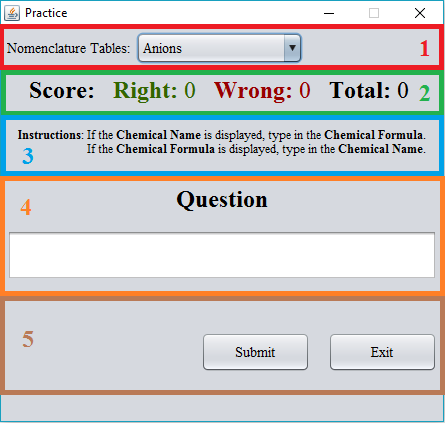 Practice
Nomenclature Tables: Anions 1
Score: Right: 0 Wrong: 0 Total: 0 2
Instructions: If the Chemical Name is displayed, type in the Chemical Formula.
If the Chemical Formula is displayed, type in the Chemical Name.
3
4
Question
5
Submit Exit